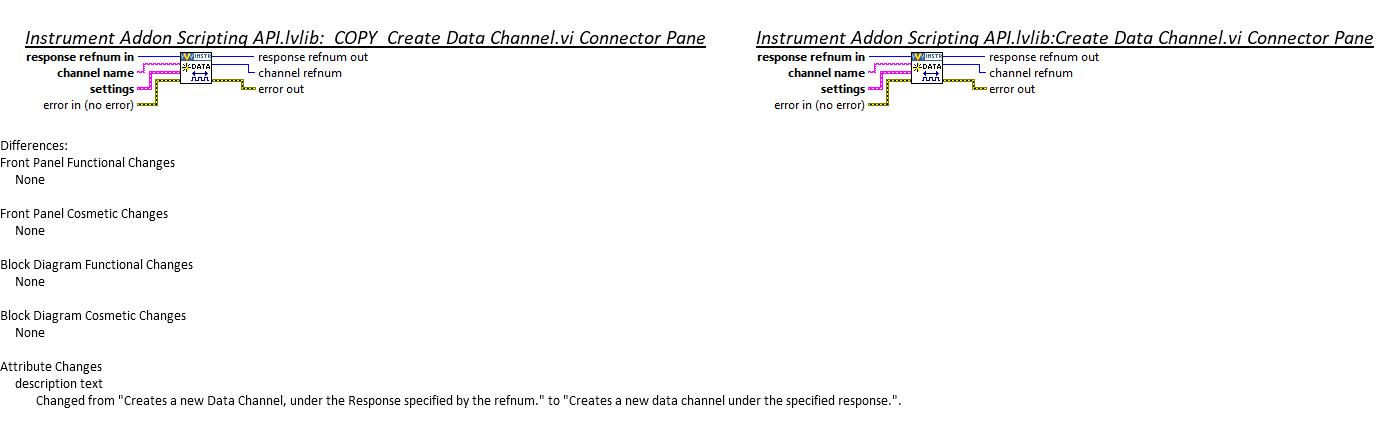 Instrument Addon Scripting API.lvlib:_COPY_Create Data Channel.vi Connector Pane
response refnum in
channel name
settings
error in (no error)
INSTR
DATA
response refnum out
channel refnum
error out
Instrument Addon Scripting API.lvlib:Create Data Channel.vi Connector Pane
response refnum in
channel name
settings
error in (no error)
INSTR
DATA
response refnum out
channel refnum
error out
Differences:
Front Panel Functional Changes
None
Front Panel Cosmetic Changes
None
Block Diagram Functional Changes
None
Block Diagram Cosmetic Changes
None
Attribute Changes
description text
Changed from "Creates a new Data Channel, under the Response specified by the refnum." to "Creates a new data channel under the specified response.".